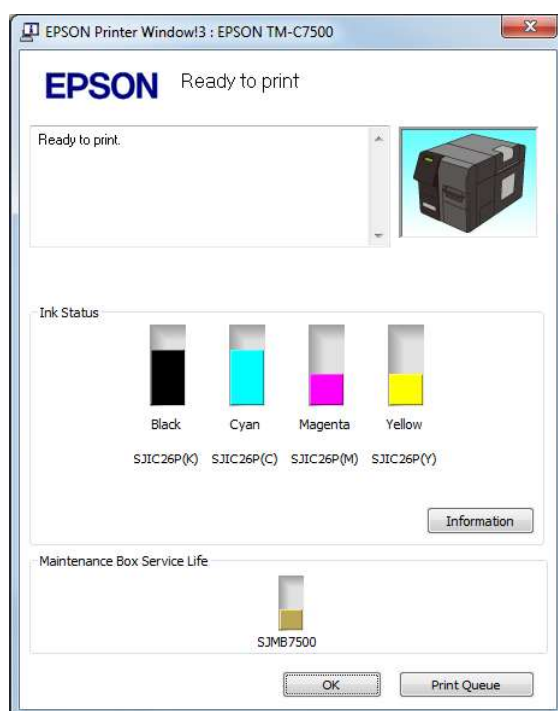 EPSON Printer Window!3 : EPSON TM-C7500
EPSON Ready to print
Ready to print.
Ink Status
Black Cyan Magenta Yellow
SJIC26P(K) SJIC26P(C) SJIC26P(M) SJIC26P(Y)
Information
Maintenance Box Service Life
SJMB7500
OK Print Queue